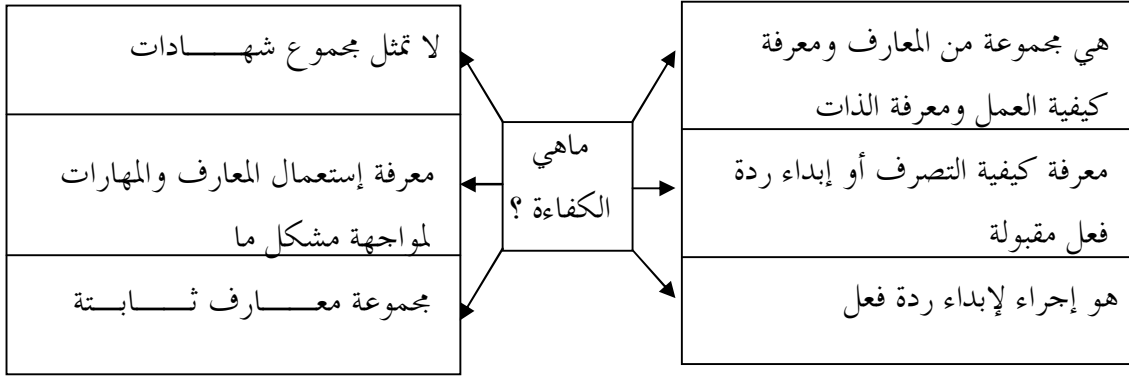 هي مجموعة من المعارف ومعرفة
كيفية العمل ومعرفة الذات
معرفة كيفية التصرف أو إبداء ردة
فعل مقبولة
هو إجراء لإبداء ردة فعل
ماهي
الكفاءة ؟
لا تمثل مجموع شهـــــادات
معرفة إستعمال المعارف والمهارات
لمواجهة مشكل ما
مجموعة معـــــارف ثـــــابـــتة